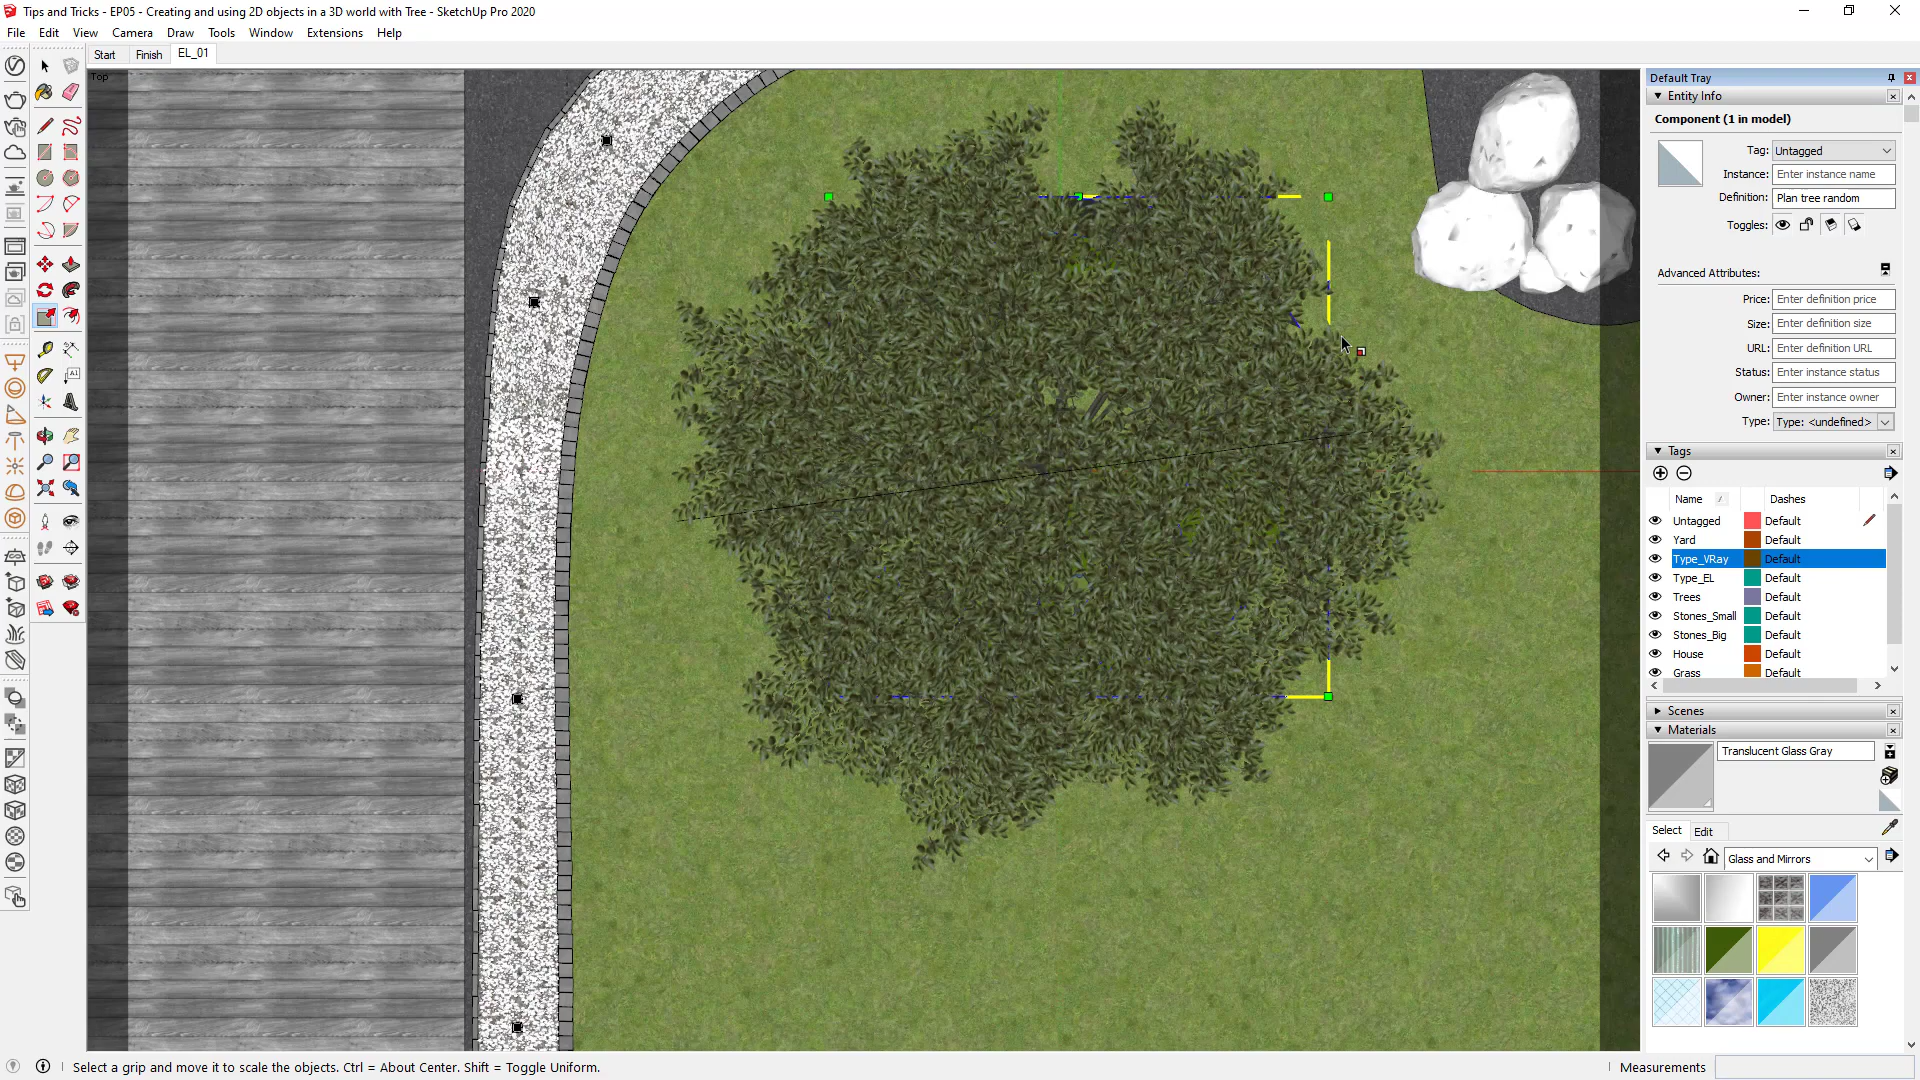 Tips and Tricks - EP05 - Creating and using 2D objects in a 3D world with Tree - SketchUp Pro 2020
File Edit View Camera Draw Tools Window Extensions Help
Start Finish EL_01
Top
Default Tray
Entity Info
Component (1 in model)
Tag: Untagged
Instance: Enter instance name
Definition: Plan tree random
Toggles:
Advanced Attributes:
Price: Enter definition price
Size: Enter definition size
URL: Enter definition URL
Status: Enter instance status
Owner: Enter instance owner
Type: Type: <undefined>
Tags
Name Dashes
Untagged Default
Yard Default
Type_VRay Default
Type_EL Default
Trees Default
Stones_Small Default
Stones_Big Default
House Default
Grass Default
Scenes
Materials
Translucent Glass Gray
Select Edit
Glass and Mirrors
Select a grip and move it to scale the objects. Ctrl = About Center. Shift = Toggle Uniform.
Measurements